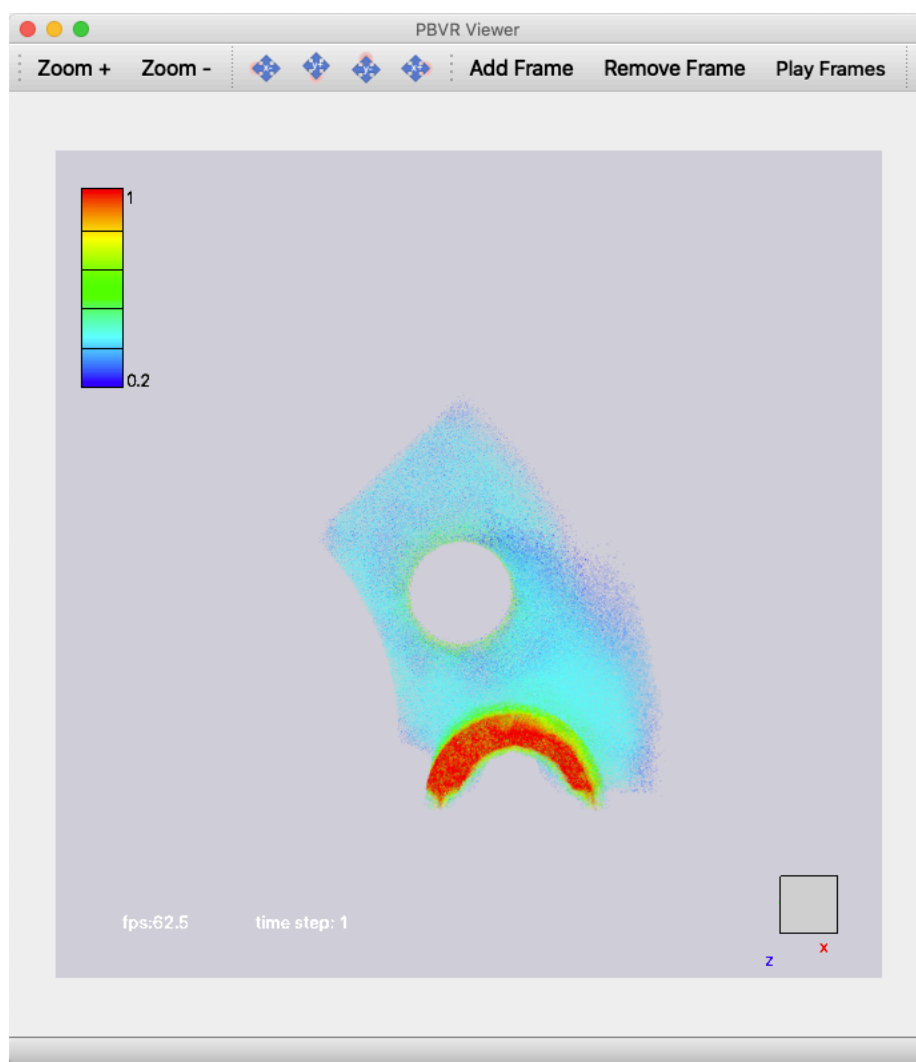 PBVR Viewer
Zoom + Zoom - Add Frame Remove Frame Play Frames
1
0.2
fps:62.5 time step: 1
x
z